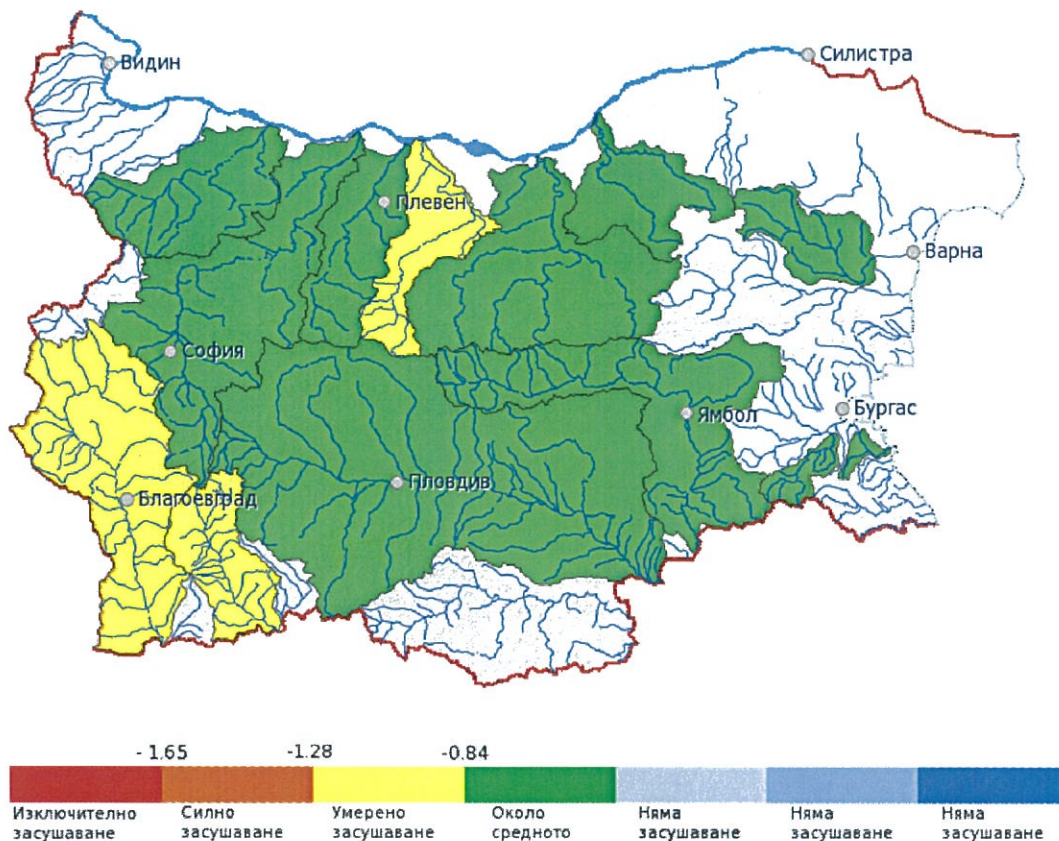 Видин
Силистра
Плевен
Варна
София
Ямбол
Бургас
Пловдив
Благоевград
- 1.65 -1.28 -0.84
Изключително Силно Умерено Около Няма Няма Няма
засушаване засушаване засушаване средното засушаване засушаване засушаване